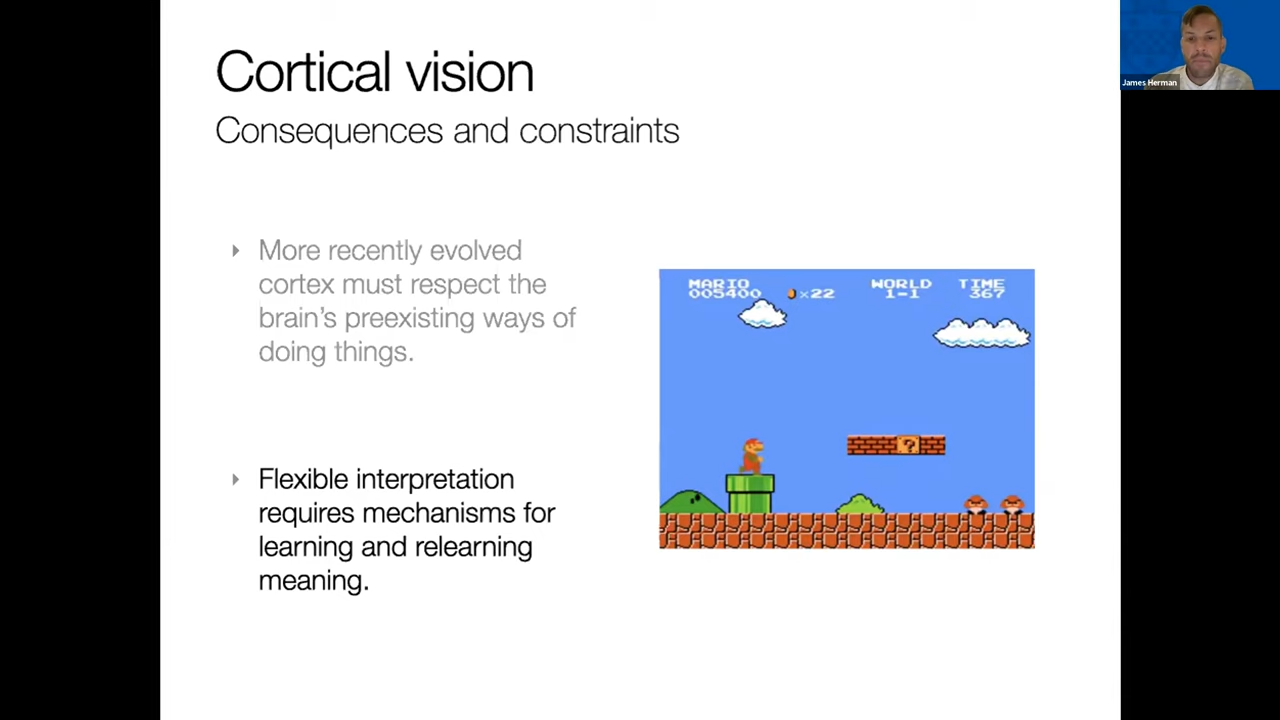 Cortical vision
Consequences and constraints
More recently evolved
cortex must respect the
brain’s preexisting ways of
doing things.
Flexible interpretation
requires mechanisms for
learning and relearning
meaning.
MARIO WORLD TIME
005400 ×22 1-1 367
?
James Herman